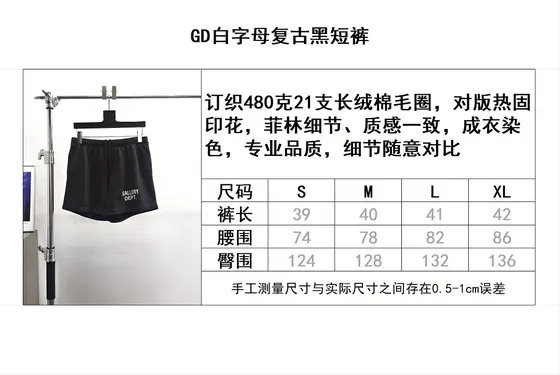 GD白字母复古黑短裤
订织480克21支长绒棉毛圈，对版热固
印花，菲林细节、质感一致，成衣染
色，专业品质，细节随意对比
GALLERY
DEPT.
尺码 S M L XL
裤长 39 40 41 42
腰围 74 78 82 86
臀围 124 128 132 136
手工测量尺寸与实际尺寸之间存在0.5-1cm误差